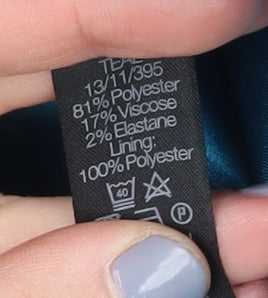 TEAL
13/11/395
81% Polyester
17% Viscose
2% Elastane
Lining:
100% Polyester
40
P